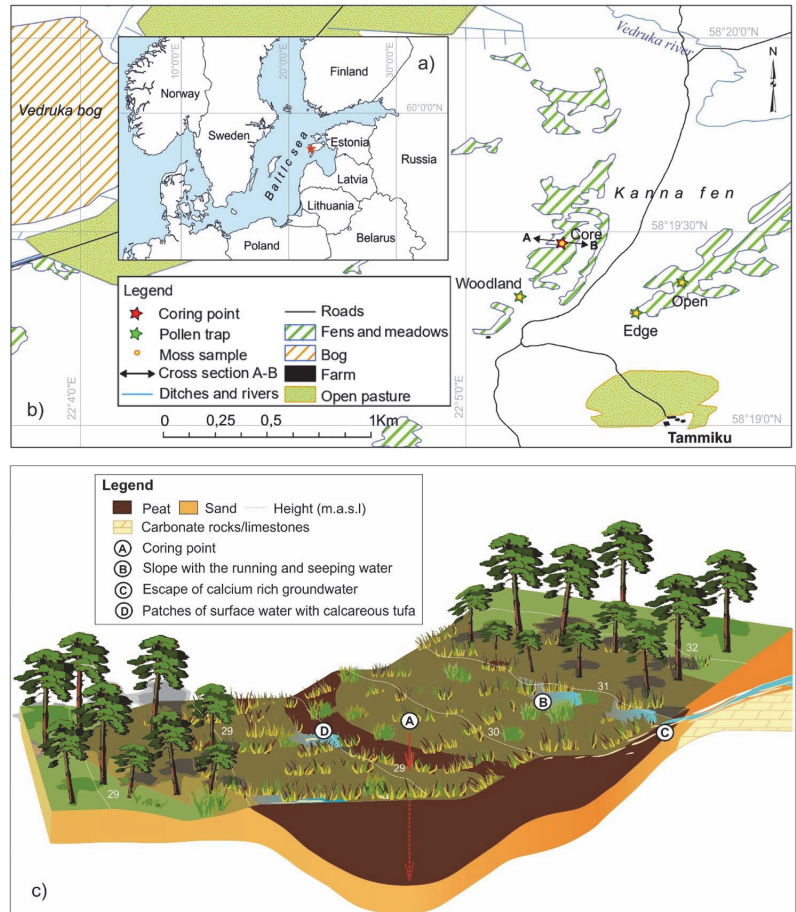 Vedruka bog
a)
10°0'0"E
20°0'0"E
30°0'0"E
60°0'0"N
Norway
Sweden
Finland
Estonia
Russia
Latvia
Lithuania
Belarus
Poland
Baltic sea
Vedruka river
58°20'0"N
N
Kanna fen
58°19'30"N
A
Core
B
Woodland
Open
Edge
58°19'0"N
Tammiku
22°4'0"E
22°5'0"E
Legend
Coring point
Pollen trap
Moss sample
Cross section A-B
Ditches and rivers
Roads
Fens and meadows
Bog
Farm
Open pasture
0 0,25 0,5 1Km
b)
Legend
Peat Sand Height (m.a.s.l)
Carbonate rocks/limestones
A Coring point
B Slope with the running and seeping water
C Escape of calcium rich groundwater
D Patches of surface water with calcareous tufa
32
31
B
A
C
D
30
29
29
29
c)